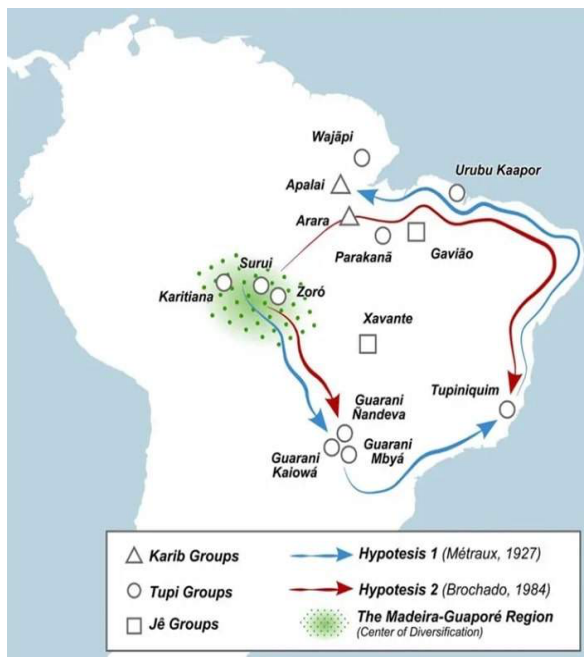 Wajãpi
Urubu Kaapor
Apalai
Arara
Parakanã
Gavião
Surui
Karitiana
Zoró
Xavante
Tupiniquim
Guarani
Ñandeva
Guarani
Kaiowá
Guarani
Mbyá
Karib Groups
Hypotesis 1 (Métraux, 1927)
Tupi Groups
Hypotesis 2 (Brochado, 1984)
Jê Groups
The Madeira-Guaporé Region
(Center of Diversification)